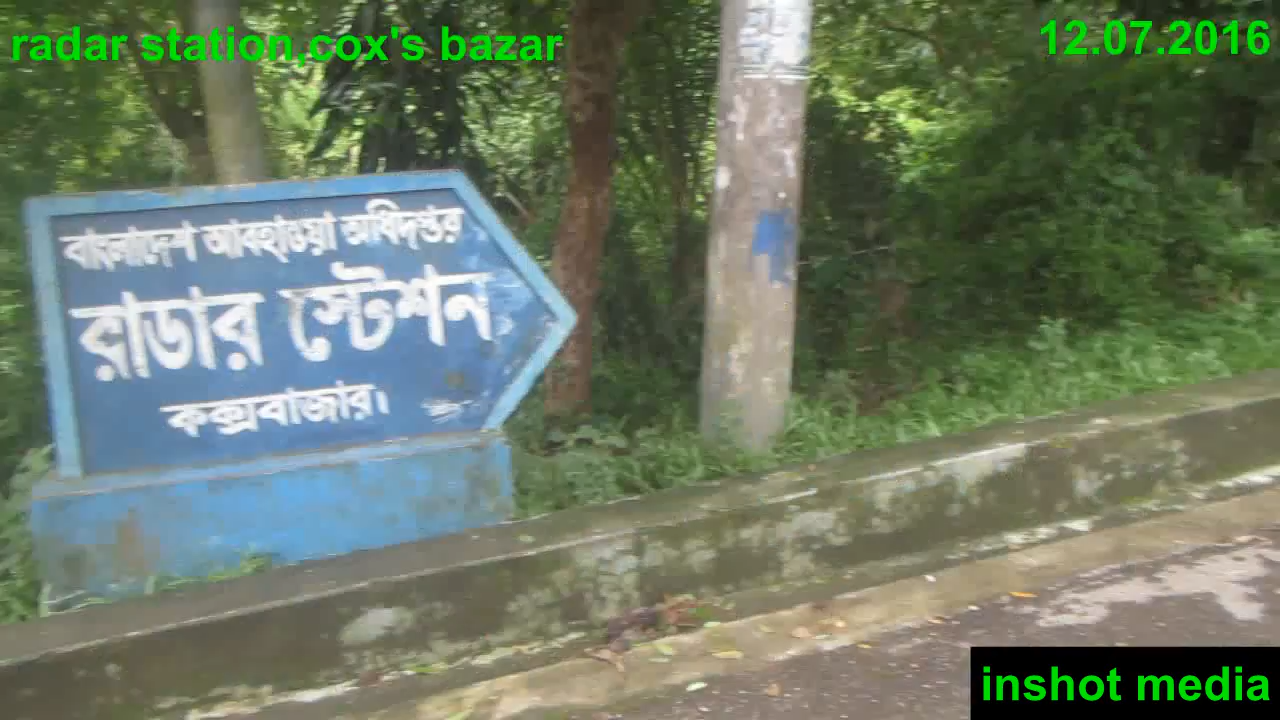 radar station,cox's bazar
12.07.2016
বাংলাদেশ আবহাওয়া অধিদপ্তর
রাডার স্টেশন
কক্সবাজার।
inshot media